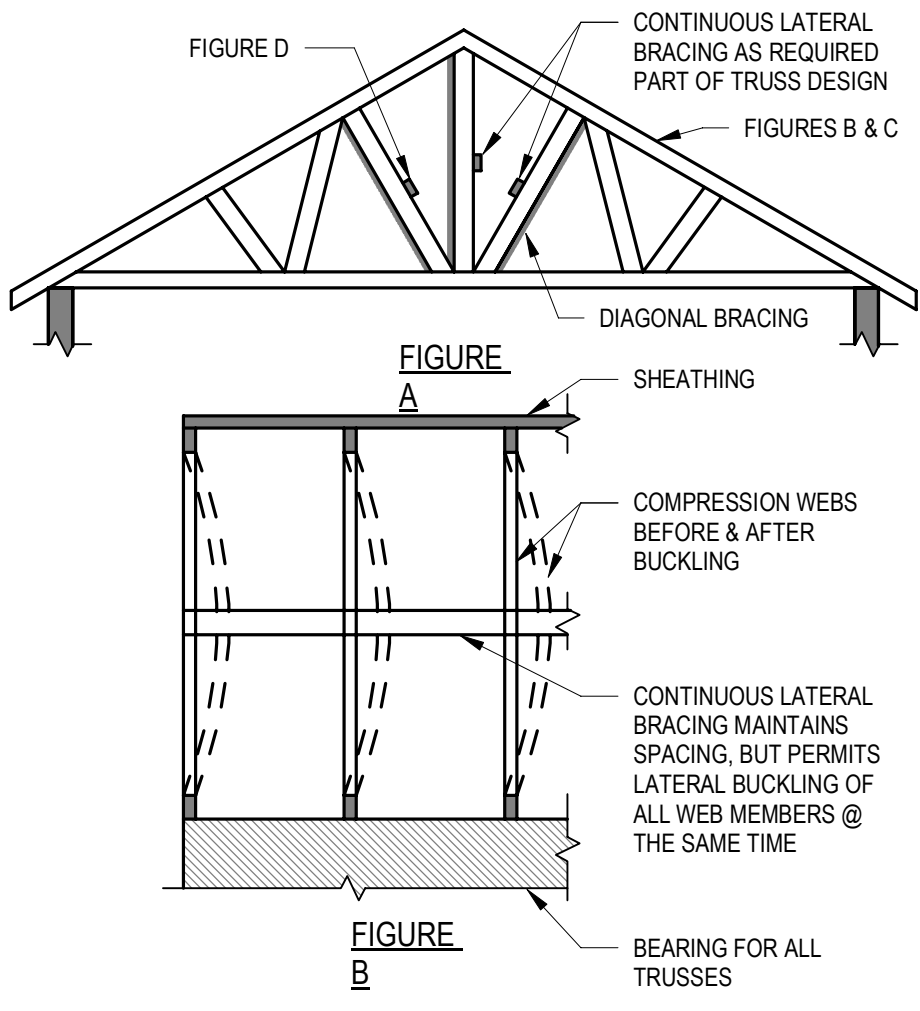 FIGURE D
CONTINUOUS LATERAL
BRACING AS REQUIRED
PART OF TRUSS DESIGN
FIGURES B & C
DIAGONAL BRACING
FIGURE
A
SHEATHING
COMPRESSION WEBS
BEFORE & AFTER
BUCKLING
CONTINUOUS LATERAL
BRACING MAINTAINS
SPACING, BUT PERMITS
LATERAL BUCKLING OF
ALL WEB MEMBERS @
THE SAME TIME
FIGURE
B
BEARING FOR ALL
TRUSSES